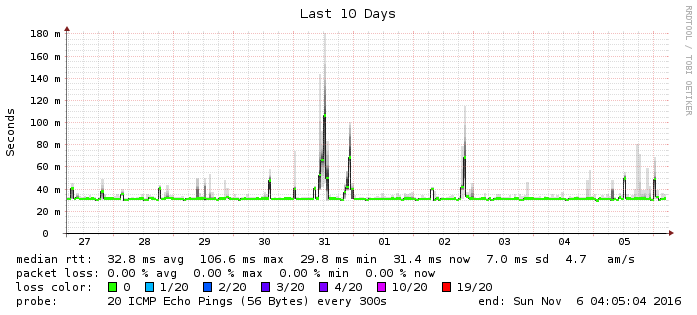 Last 10 Days
RRDTOOL / TOBI OETIKER
Seconds
180 m
160 m
140 m
120 m
100 m
80 m
60 m
40 m
20 m
0
27 28 29 30 31 01 02 03 04 05
median rtt: 32.8 ms avg 106.6 ms max 29.8 ms min 31.4 ms now 7.0 ms sd 4.7 am/s
packet loss: 0.00 % avg 0.00 % max 0.00 % min 0.00 % now
loss color: 0 1/20 2/20 3/20 4/20 10/20 19/20
probe: 20 ICMP Echo Pings (56 Bytes) every 300s end: Sun Nov 6 04:05:04 2016